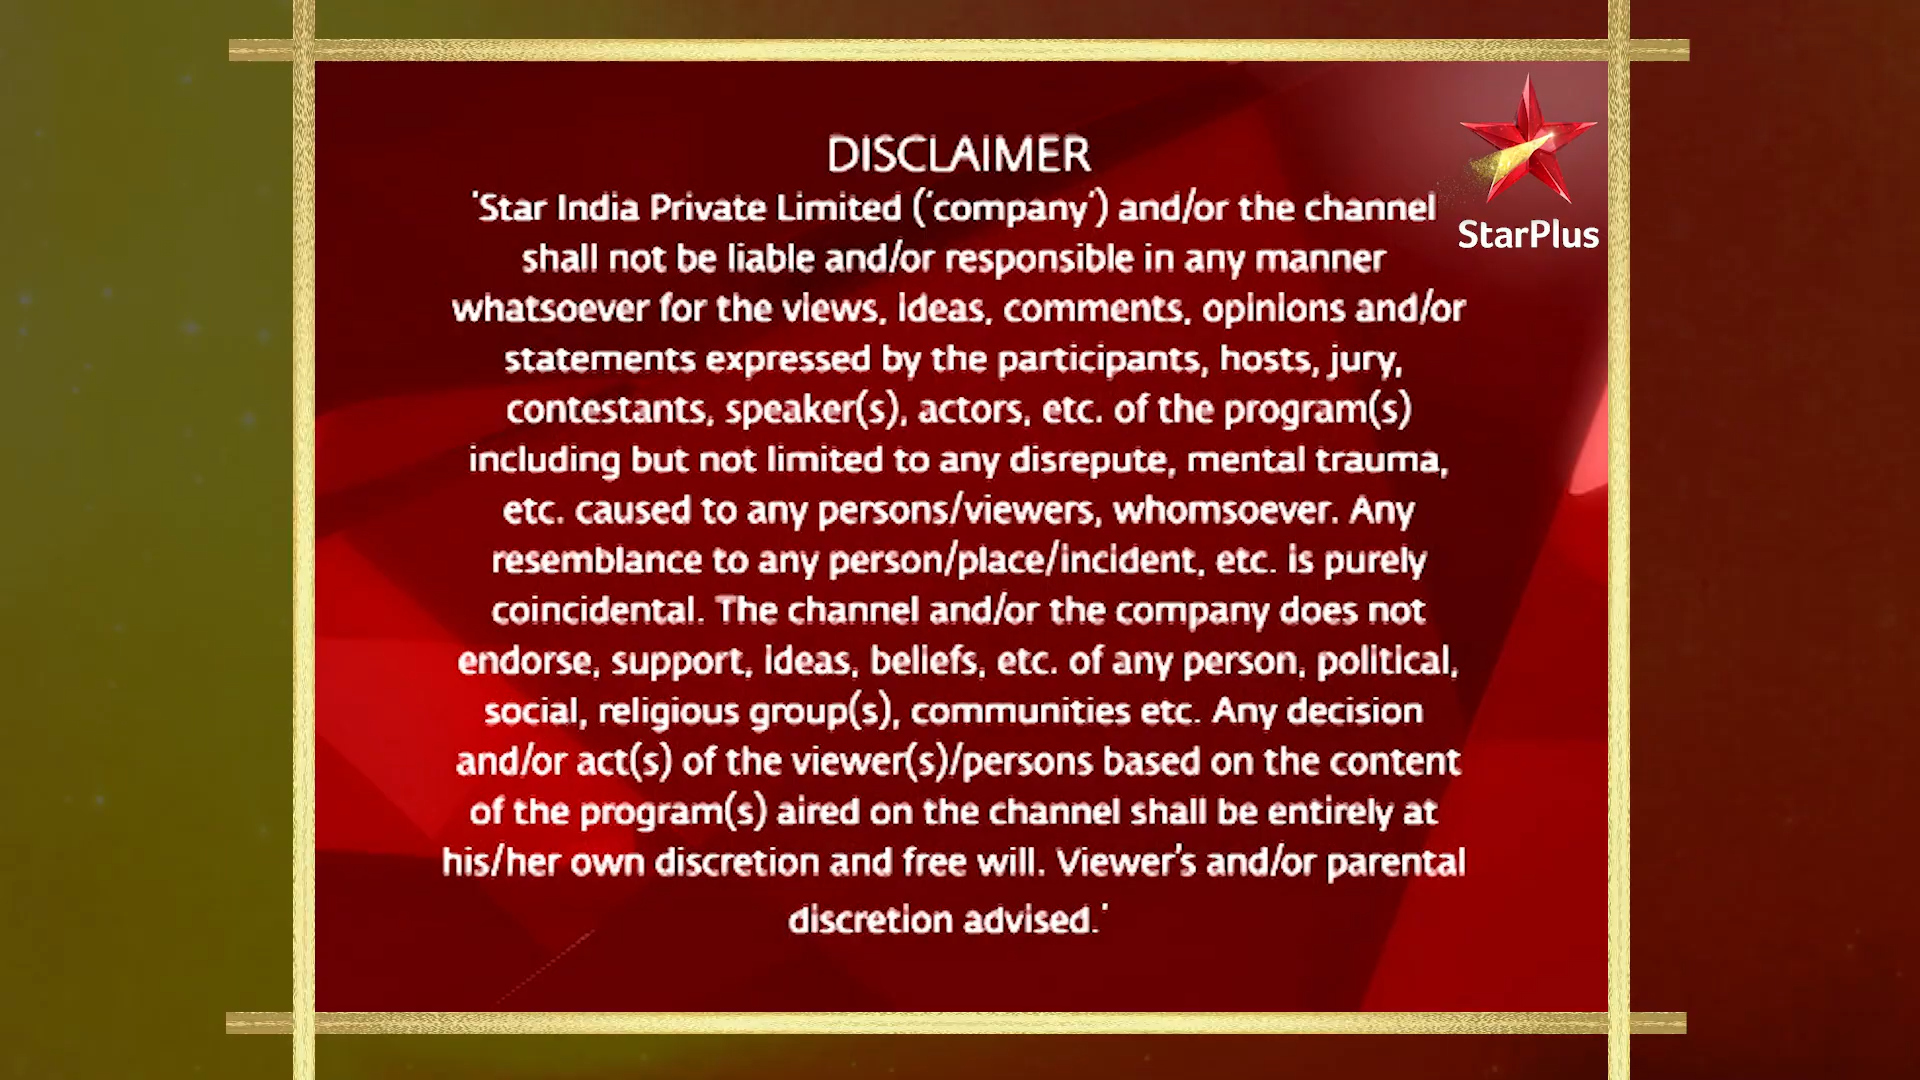 DISCLAIMER
'Star India Private Limited ('company') and/or the channel
shall not be liable and/or responsible in any manner
whatsoever for the views, ideas, comments, opinions and/or
statements expressed by the participants, hosts, jury,
contestants, speaker(s), actors, etc. of the program(s)
including but not limited to any disrepute, mental trauma,
etc. caused to any persons/viewers, whomsoever. Any
resemblance to any person/place/incident, etc. is purely
coincidental. The channel and/or the company does not
endorse, support, ideas, beliefs, etc. of any person, political,
social, religious group(s), communities etc. Any decision
and/or act(s) of the viewer(s)/persons based on the content
of the program(s) aired on the channel shall be entirely at
his/her own discretion and free will. Viewer's and/or parental
discretion advised.'
StarPlus